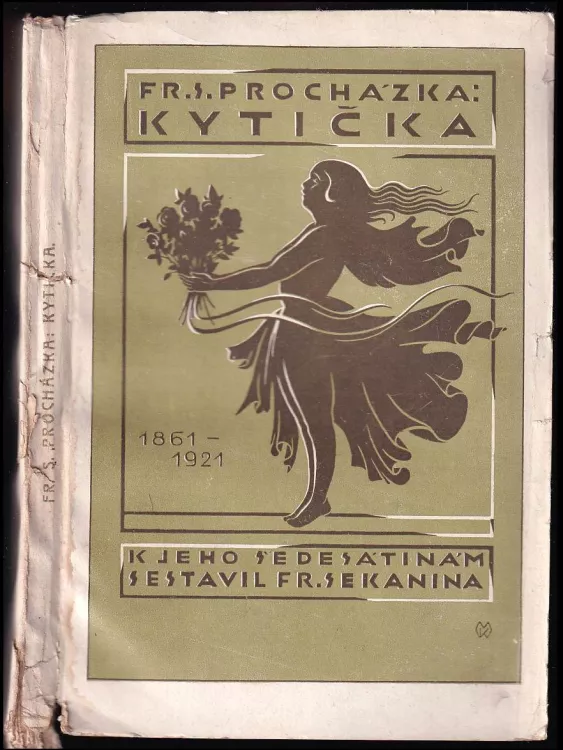 FR. S. PROCHÁZKA: KYTIČKA.
FR.S.PROCHÁZKA:
KYTIČKA
1861–
1921
K JEHO ŠEDESÁTINÁM
SESTAVIL FR.SEKANINA